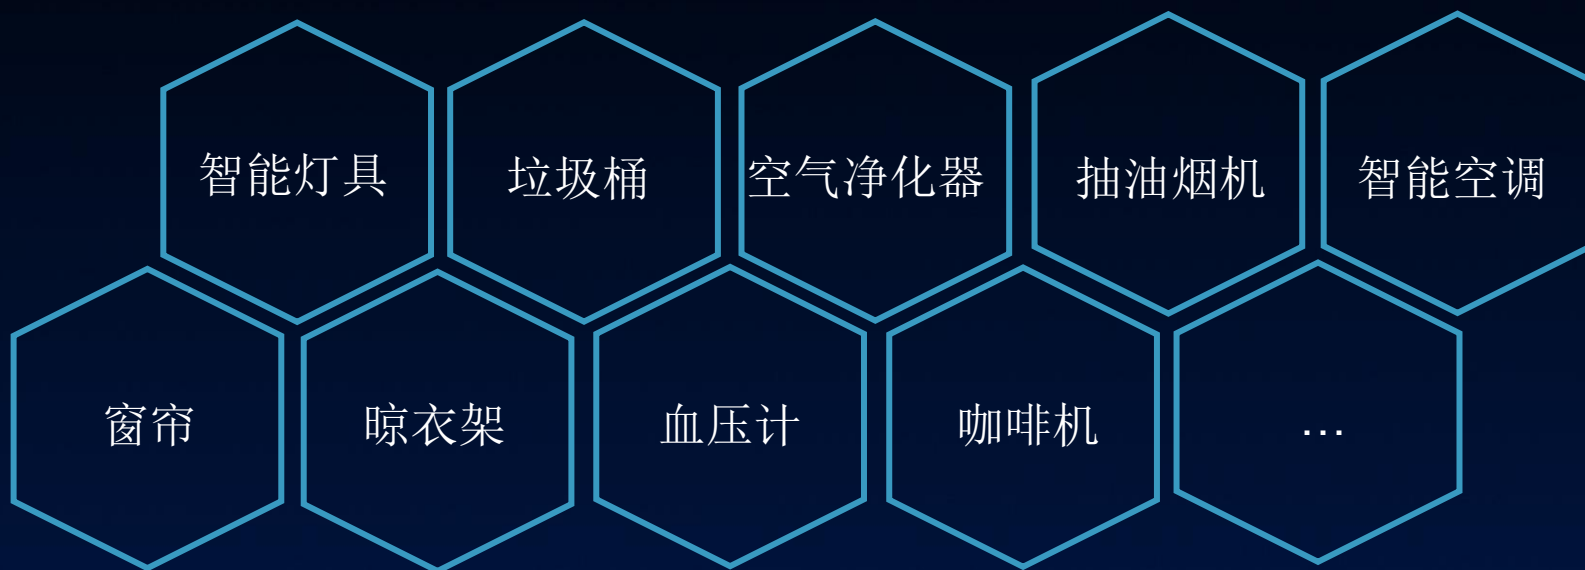 智能灯具
垃圾桶
空气净化器
抽油烟机
智能空调
窗帘
晾衣架
血压计
咖啡机
...